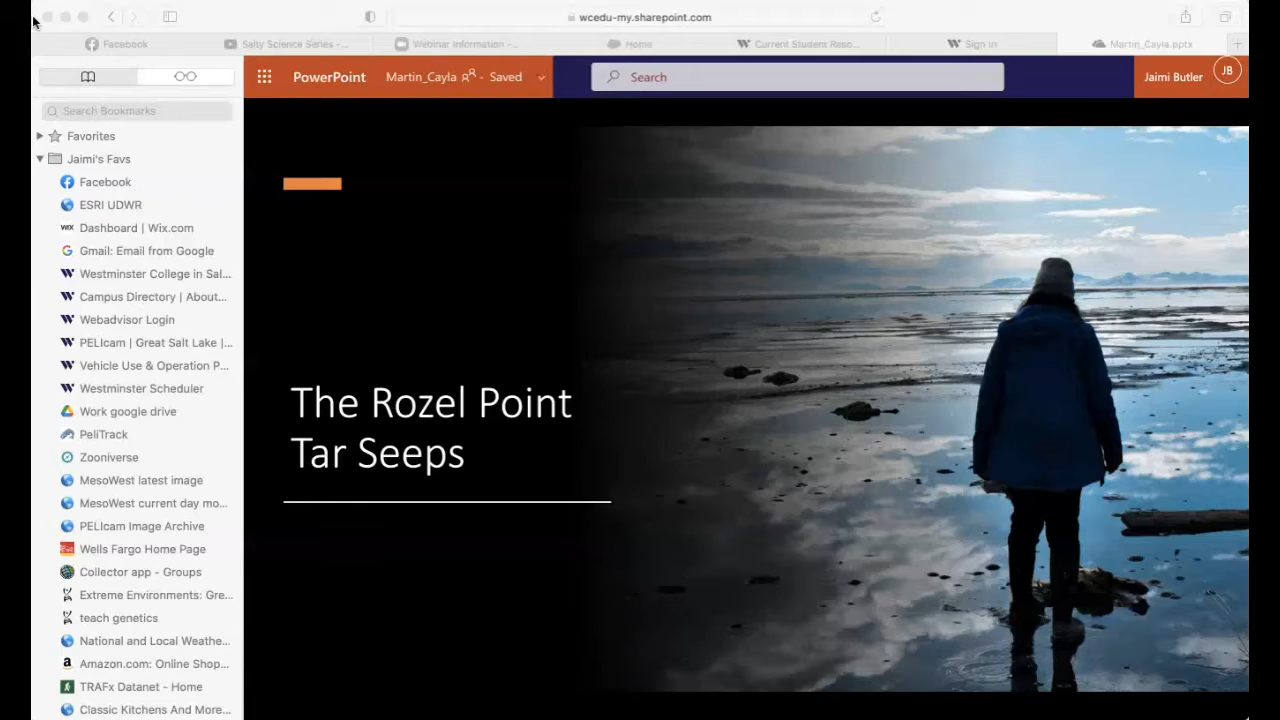 wcedu-my.sharepoint.com
Facebook
Salty Science Series -...
Webinar Information -...
Home
Current Student Reso...
Sign In
Martin_Cayla.pptx
PowerPoint
Martin_Cayla
- Saved
Search
Jaimi Butler
JB
Search Bookmarks
Favorites
Jaimi's Favs
Facebook
ESRI UDWR
WIX
Dashboard | Wix.com
Gmail: Email from Google
Westminster College in Sal...
Campus Directory | About...
Webadvisor Login
PELIcam | Great Salt Lake |...
Vehicle Use & Operation P...
Westminster Scheduler
Work google drive
PeliTrack
Zooniverse
MesoWest latest image
MesoWest current day mo...
PELIcam Image Archive
Wells Fargo Home Page
Collector app - Groups
Extreme Environments: Gre...
teach genetics
National and Local Weathe...
Amazon.com: Online Shop...
TRAFx Datanet - Home
Classic Kitchens And More...
The Rozel Point
Tar Seeps